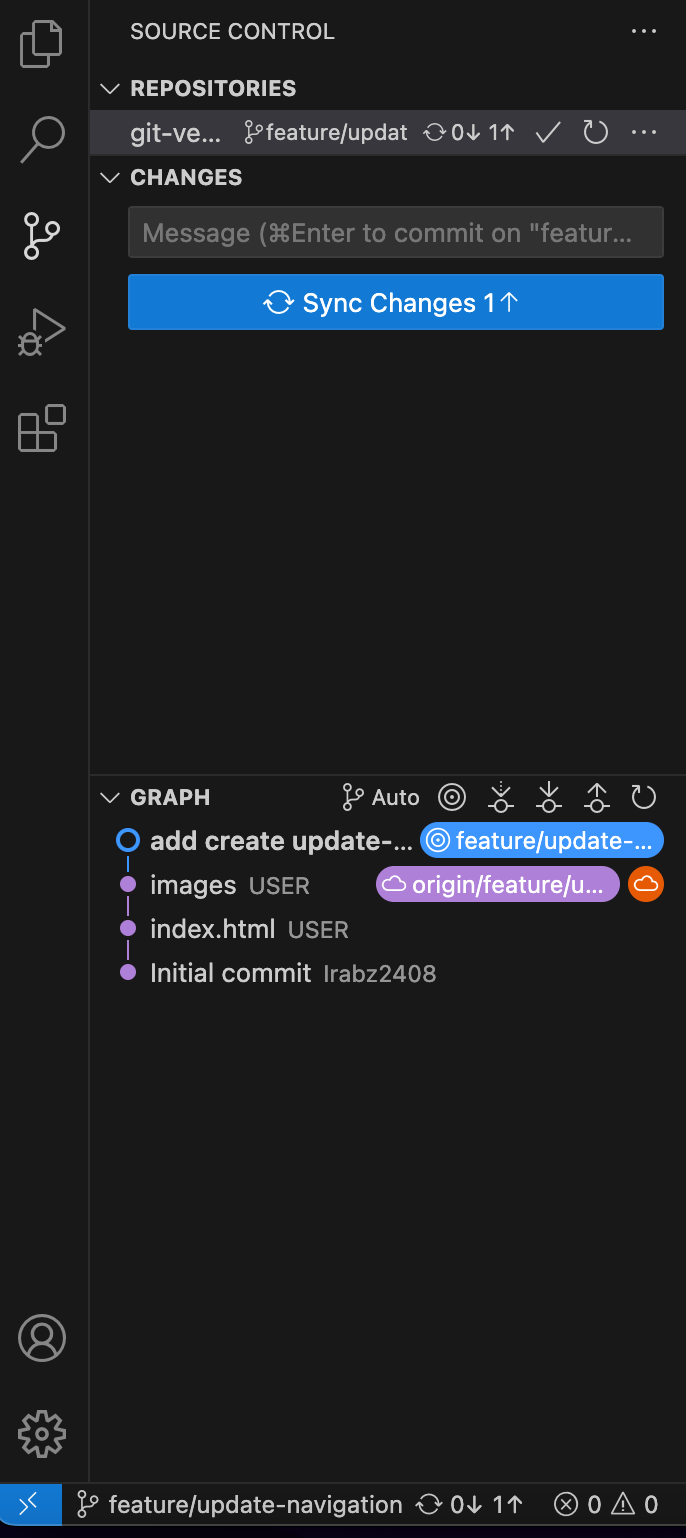 SOURCE CONTROL
REPOSITORIES
git-ve... feature/updat 0↓ 1↑
CHANGES
Message (⌘Enter to commit on "featur...
Sync Changes 1↑
GRAPH Auto
add create update-... feature/update-...
images USER origin/feature/u...
index.html USER
Initial commit lrabz2408
feature/update-navigation 0↓ 1↑ 0 0